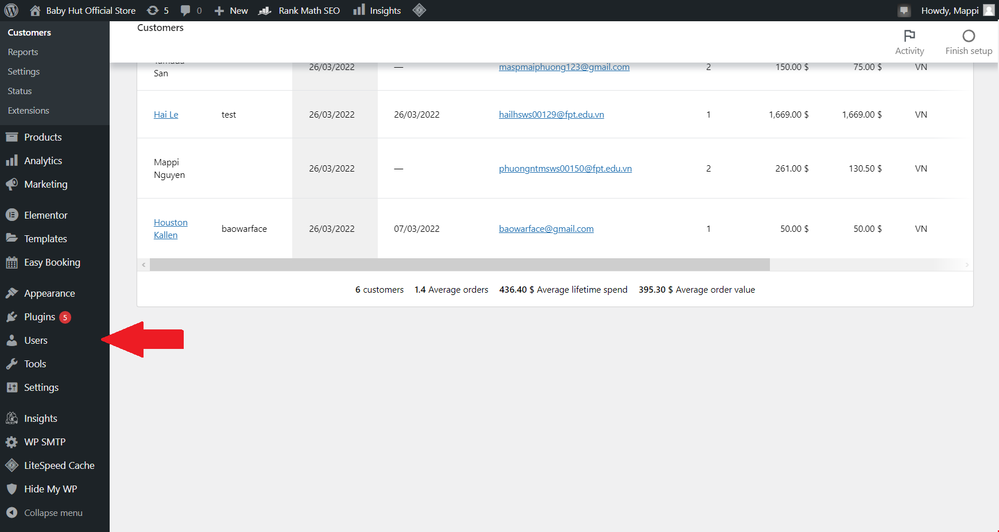 Baby Hut Official Store 5 0 New Rank Math SEO Insights Howdy, Mappi
Customers
Reports
Settings
Status
Extensions
Products
Analytics
Marketing
Elementor
Templates
Easy Booking
Appearance
Plugins 5
Users
Tools
Settings
Insights
WP SMTP
LiteSpeed Cache
Hide My WP
Collapse menu
Customers
Activity
Finish setup
San 26/03/2022 — maspmaiphuong123@gmail.com 2 150.00 $ 75.00 $ VN
Hai Le test 26/03/2022 26/03/2022 hailhsws00129@fpt.edu.vn 1 1,669.00 $ 1,669.00 $ VN
Mappi
Nguyen 26/03/2022 — phuongntmsws00150@fpt.edu.vn 2 261.00 $ 130.50 $ VN
Houston
Kallen baowarface 26/03/2022 07/03/2022 baowarface@gmail.com 1 50.00 $ 50.00 $ VN
6 customers 1.4 Average orders 436.40 $ Average lifetime spend 395.30 $ Average order value